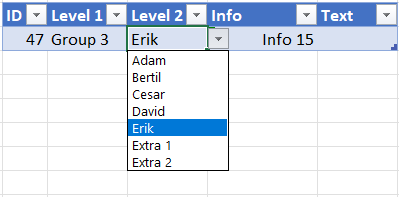 ID Level 1 Level 2 Info Text
47 Group 3 Erik Info 15
Adam
Bertil
Cesar
David
Erik
Extra 1
Extra 2